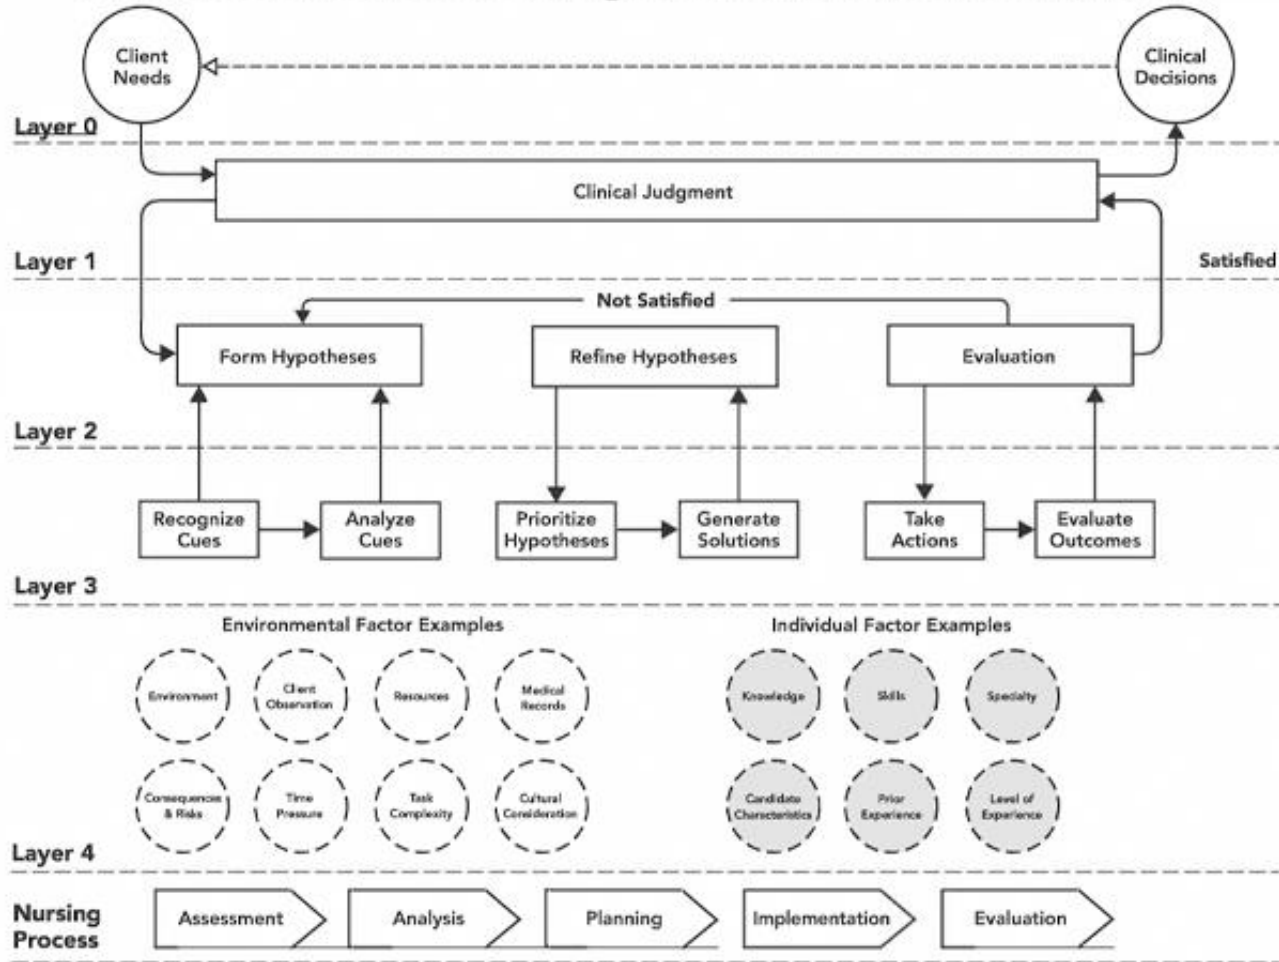 Client
Needs
Clinical
Decisions
Layer 0
Clinical Judgment
Layer 1
Satisfied
Not Satisfied
Form Hypotheses
Refine Hypotheses
Evaluation
Layer 2
Recognize
Cues
Analyze
Cues
Prioritize
Hypotheses
Generate
Solutions
Take
Actions
Evaluate
Outcomes
Layer 3
Environmental Factor Examples
Individual Factor Examples
Environment
Client
Observation
Resources
Medical
Records
Knowledge
Skills
Specialty
Consequences
& Risks
Time
Pressure
Task
Complexity
Cultural
Consideration
Candidate
Characteristics
Prior
Experience
Level of
Experience
Layer 4
Nursing
Process
Assessment
Analysis
Planning
Implementation
Evaluation